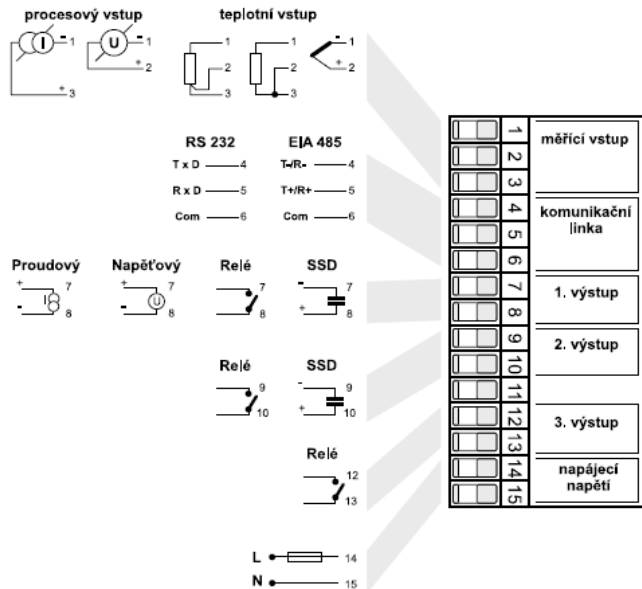 procesový vstup
teplotní vstup
I
- 1
+ 3
U
- 1
+ 2
1
2
3
1
2
3
- 1
+ 2
RS 232
EIA 485
T x D 4
T-/R- 4
R x D 5
T+/R+ 5
Com 6
Com 6
Proudový
Napěťový
Relé
SSD
+ 7
I
- 8
+ 7
U
- 8
7
8
- 7
+ 8
Relé
SSD
9
10
- 9
+ 10
Relé
12
13
L 14
N 15
1
2
3
4
5
6
7
8
9
10
11
12
13
14
15
měřící vstup
komunikační
linka
1. výstup
2. výstup
3. výstup
napájecí
napětí